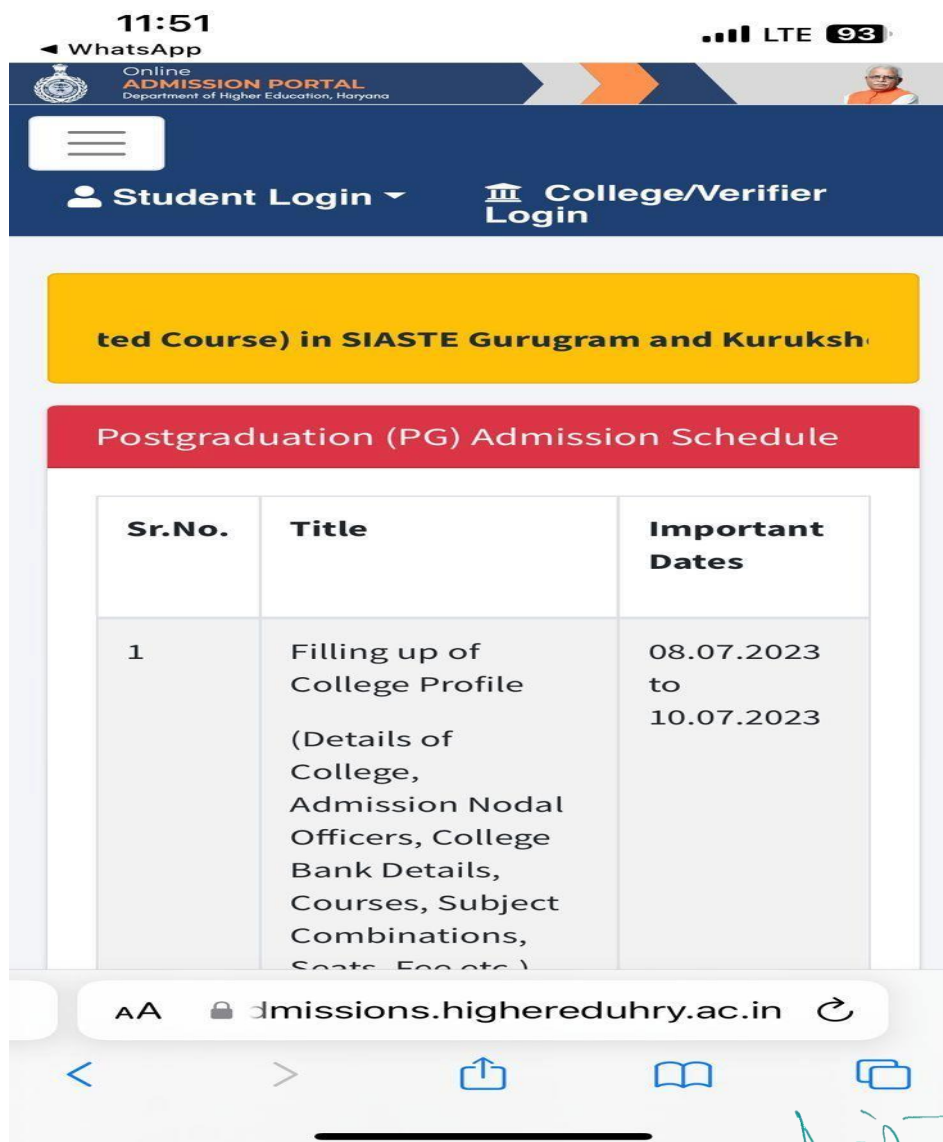 11:51
◀ WhatsApp
LTE 93
Online
ADMISSION PORTAL
Department of Higher Education, Haryana
Student Login
College/Verifier
Login
ted Course) in SIASTE Gurugram and Kuruksh
Postgraduation (PG) Admission Schedule
Sr.No. Title Important
Dates
1 Filling up of 08.07.2023
College Profile to
10.07.2023
(Details of
College,
Admission Nodal
Officers, College
Bank Details,
Courses, Subject
Combinations,
Seats, Fee etc.)
AA dmissions.highereduhry.ac.in